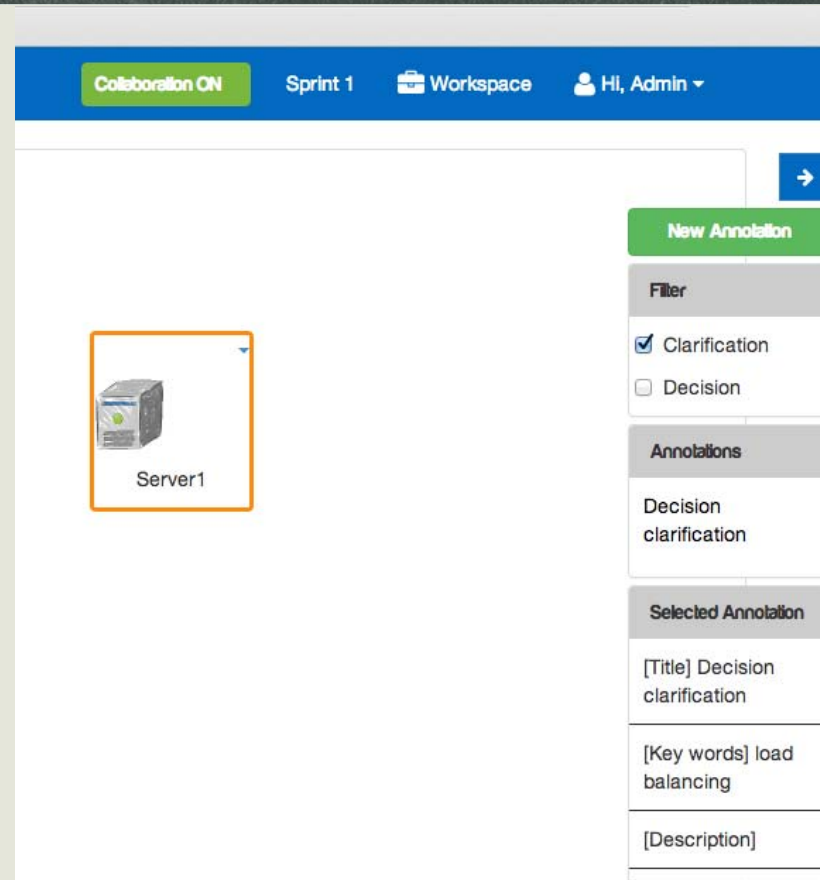 Collaboration ON
Sprint 1
Workspace
Hi, Admin
New Annotation
Filter
Clarification
Decision
Annotations
Decision
clarification
Selected Annotation
[Title] Decision
clarification
[Key words] load
balancing
[Description]
Server1